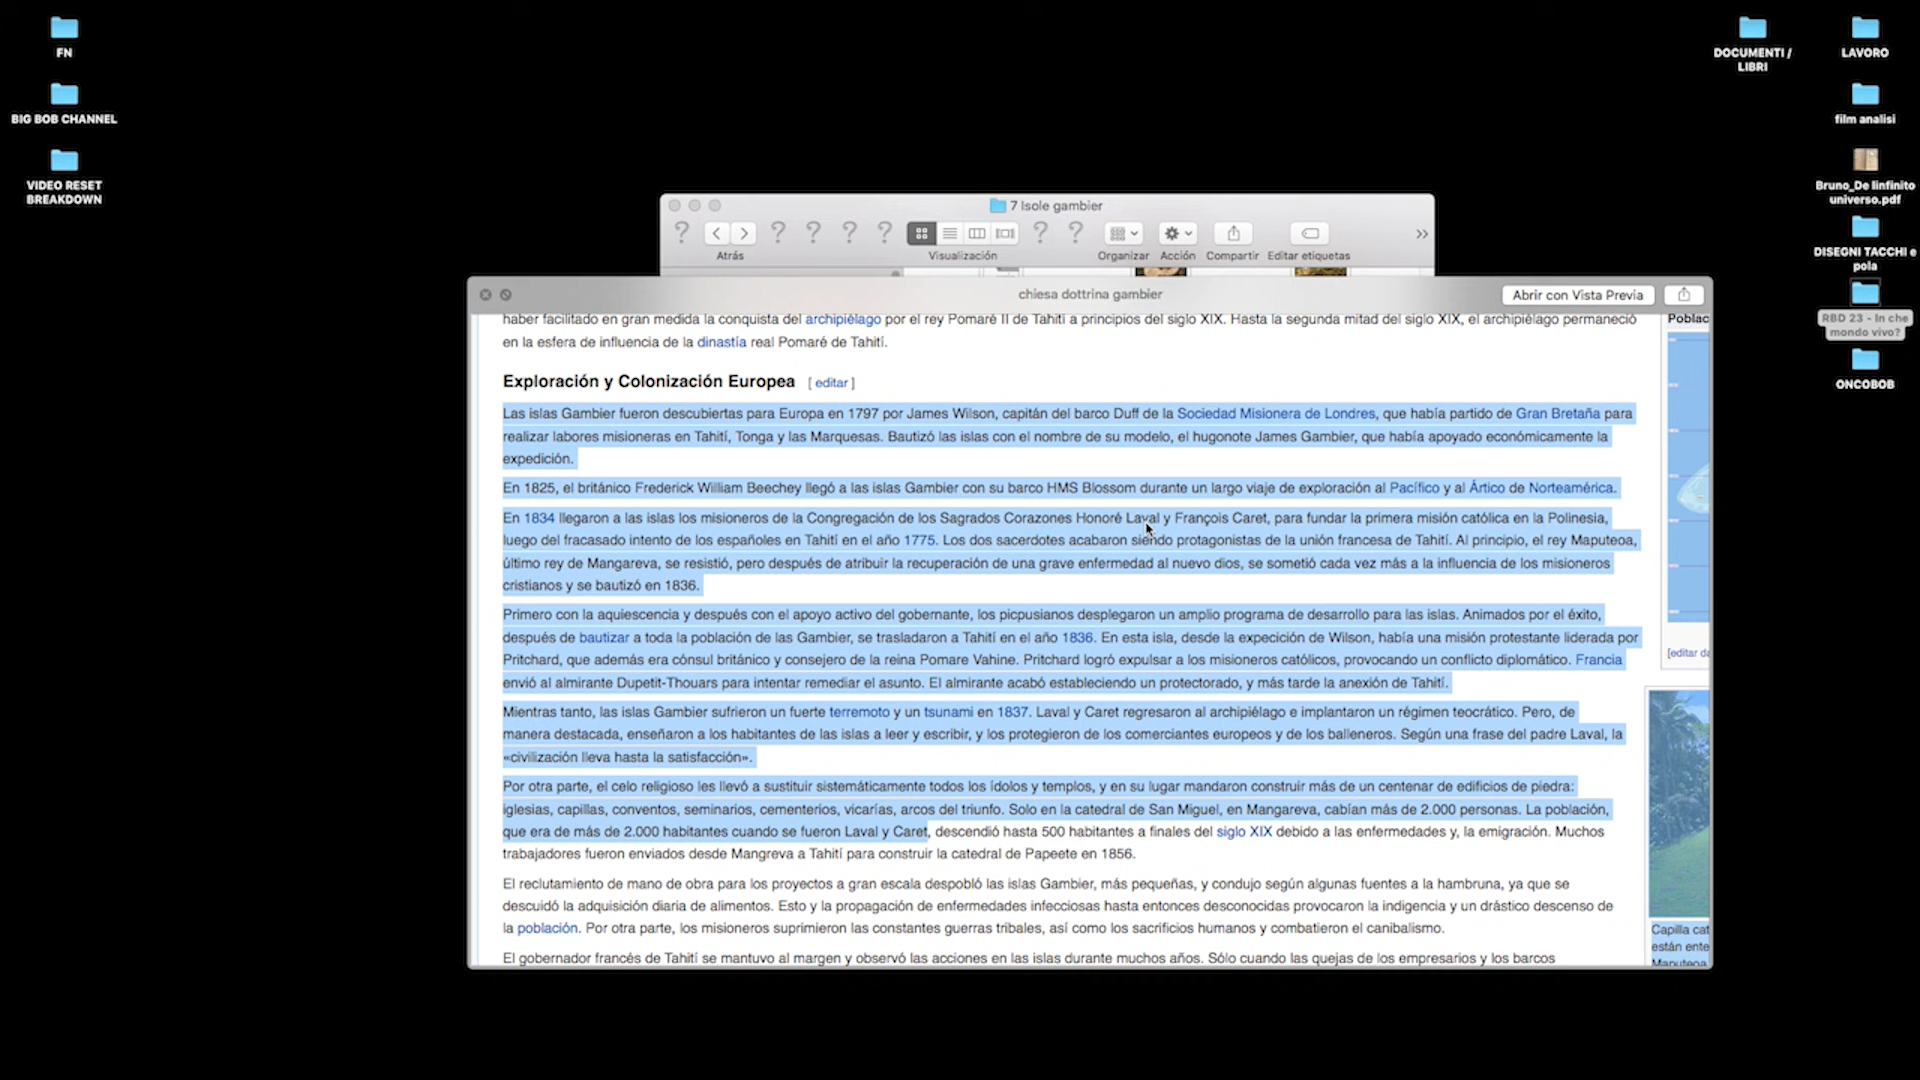 FN
BIG BOB CHANNEL
VIDEO RESET
BREAKDOWN
DOCUMENTI /
LIBRI
LAVORO
film analisi
Bruno_De linfinito
universo.pdf
DISEGNI TACCHI e
pola
RBD 23 - In che
mondo vivo?
ONCOBOB
7 Isole gambier
Atrás
Visualización
Organizar
Acción
Compartir
Editar etiquetas
chiesa dottrina gambier
Abrir con Vista Previa
haber facilitado en gran medida la conquista del archipiélago por el rey Pomaré II de Tahití a principios del siglo XIX. Hasta la segunda mitad del siglo XIX, el archipiélago permaneció
en la esfera de influencia de la dinastía real Pomaré de Tahití.
Exploración y Colonización Europea [ editar ]
Las islas Gambier fueron descubiertas para Europa en 1797 por James Wilson, capitán del barco Duff de la Sociedad Misionera de Londres, que había partido de Gran Bretaña para
realizar labores misioneras en Tahití, Tonga y las Marquesas. Bautizó las islas con el nombre de su modelo, el hugonote James Gambier, que había apoyado económicamente la
expedición.
En 1825, el británico Frederick William Beechey llegó a las islas Gambier con su barco HMS Blossom durante un largo viaje de exploración al Pacífico y al Ártico de Norteamérica.
En 1834 llegaron a las islas los misioneros de la Congregación de los Sagrados Corazones Honoré Laval y François Caret, para fundar la primera misión católica en la Polinesia,
luego del fracasado intento de los españoles en Tahití en el año 1775. Los dos sacerdotes acabaron siendo protagonistas de la unión francesa de Tahití. Al principio, el rey Maputeoa,
último rey de Mangareva, se resistió, pero después de atribuir la recuperación de una grave enfermedad al nuevo dios, se sometió cada vez más a la influencia de los misioneros
cristianos y se bautizó en 1836.
Primero con la aquiescencia y después con el apoyo activo del gobernante, los picpusianos desplegaron un amplio programa de desarrollo para las islas. Animados por el éxito,
después de bautizar a toda la población de las Gambier, se trasladaron a Tahití en el año 1836. En esta isla, desde la expecición de Wilson, había una misión protestante liderada por
Pritchard, que además era cónsul británico y consejero de la reina Pomare Vahine. Pritchard logró expulsar a los misioneros católicos, provocando un conflicto diplomático. Francia
envió al almirante Dupetit-Thouars para intentar remediar el asunto. El almirante acabó estableciendo un protectorado, y más tarde la anexión de Tahití.
Mientras tanto, las islas Gambier sufrieron un fuerte terremoto y un tsunami en 1837. Laval y Caret regresaron al archipiélago e implantaron un régimen teocrático. Pero, de
manera destacada, enseñaron a los habitantes de las islas a leer y escribir, y los protegieron de los comerciantes europeos y de los balleneros. Según una frase del padre Laval, la
«civilización lleva hasta la satisfacción».
Por otra parte, el celo religioso les llevó a sustituir sistemáticamente todos los ídolos y templos, y en su lugar mandaron construir más de un centenar de edificios de piedra:
iglesias, capillas, conventos, seminarios, cementerios, vicarías, arcos del triunfo. Solo en la catedral de San Miguel, en Mangareva, cabían más de 2.000 personas. La población,
que era de más de 2.000 habitantes cuando se fueron Laval y Caret, descendió hasta 500 habitantes a finales del siglo XIX debido a las enfermedades y, la emigración. Muchos
trabajadores fueron enviados desde Mangreva a Tahití para construir la catedral de Papeete en 1856.
El reclutamiento de mano de obra para los proyectos a gran escala despobló las islas Gambier, más pequeñas, y condujo según algunas fuentes a la hambruna, ya que se
descuidó la adquisición diaria de alimentos. Esto y la propagación de enfermedades infecciosas hasta entonces desconocidas provocaron la indigencia y un drástico descenso de
la población. Por otra parte, los misioneros suprimieron las constantes guerras tribales, así como los sacrificios humanos y combatieron el canibalismo.
El gobernador francés de Tahití se mantuvo al margen y observó las acciones en las islas durante muchos años. Sólo cuando las quejas de los empresarios y los barcos
Poblac
[editar da
Capilla cat
están ente
Maputeoa